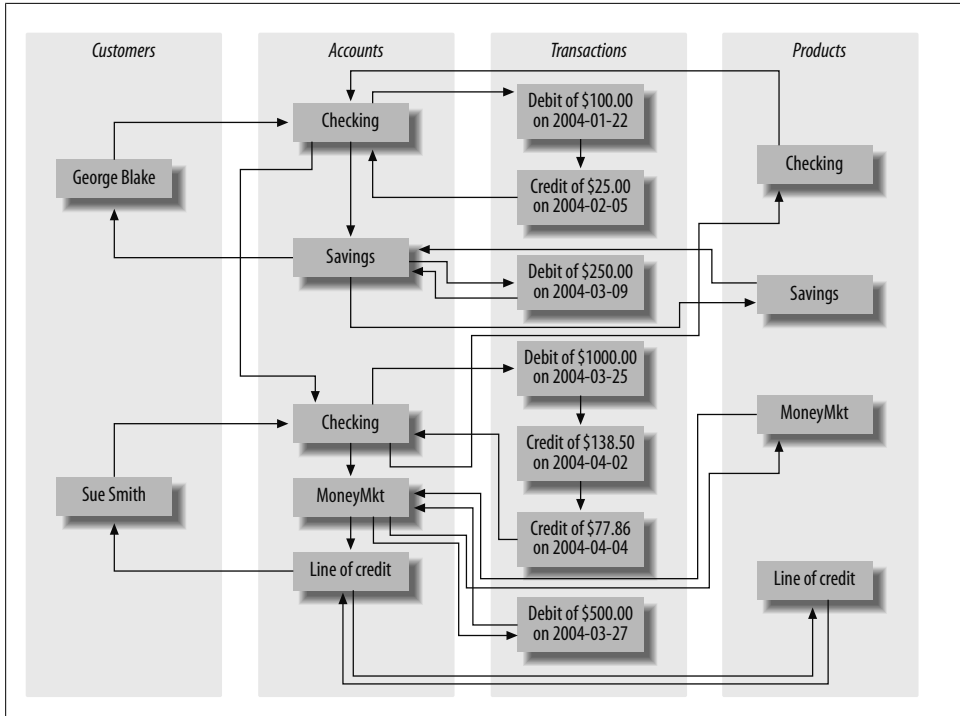 Customers
Accounts
Transactions
Products
George Blake
Sue Smith
Checking
Savings
Checking
MoneyMkt
Line of credit
Debit of $100.00
on 2004-01-22
Credit of $25.00
on 2004-02-05
Debit of $250.00
on 2004-03-09
Debit of $1000.00
on 2004-03-25
Credit of $138.50
on 2004-04-02
Credit of $77.86
on 2004-04-04
Debit of $500.00
on 2004-03-27
Checking
Savings
MoneyMkt
Line of credit